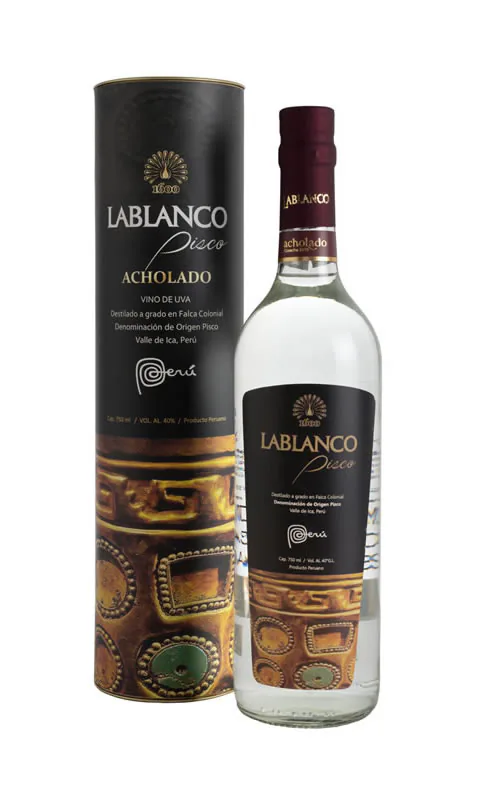 1600
LABLANCO
Pisco
ACHOLADO
VINO DE UVA
Destilado a grado en Falca Colonial
Denominación de Origen Pisco
Valle de Ica, Perú
Perú
Cap. 750 ml / VOL. AL 40% / Producto Peruano
LABLANCO
acholado
1600
LABLANCO
Pisco
Destilado a grado en Falca Colonial
Denominación de Origen Pisco
Valle de Ica, Perú
Perú
Cap. 750 ml / Vol. AL 40°G.L.
Producto Peruano